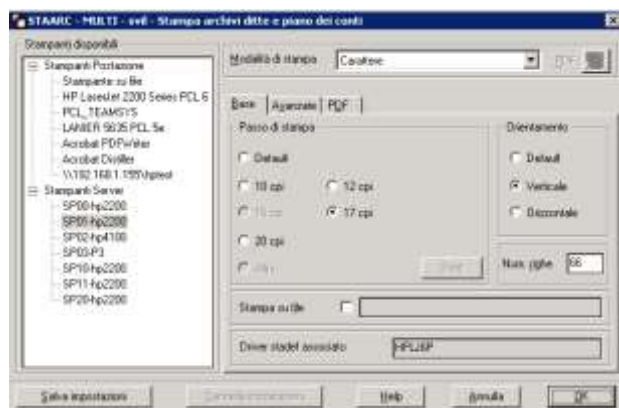 STAARC - MULTI - svil - Stampa archivi ditte e piano dei conti
Stampanti disponibili
Stampanti Postazione
Stampante su file
HP LaserJet 2200 Series PCL 6
PCL_TEAMSYS
LANIER 5635 PCL 5e
Acrobat PDFWriter
Acrobat Distiller
\\192.168.1.155\hptest
Stampanti Server
SP00-hp2200
SP01-hp2200
SP02-hp4100
SP03-P3
SP10-hp2200
SP11-hp2200
SP20-hp2200
Modalità di stampa
Carattere
Base
Avanzate
PDF
Passo di stampa
Default
10 cpi
12 cpi
17 cpi
20 cpi
Orientamento
Default
Verticale
Orizzontale
Num. righe
66
Stampa su file
Driver stadef associato
HPLJ6P
Salva impostazioni
Help
Annulla
OK